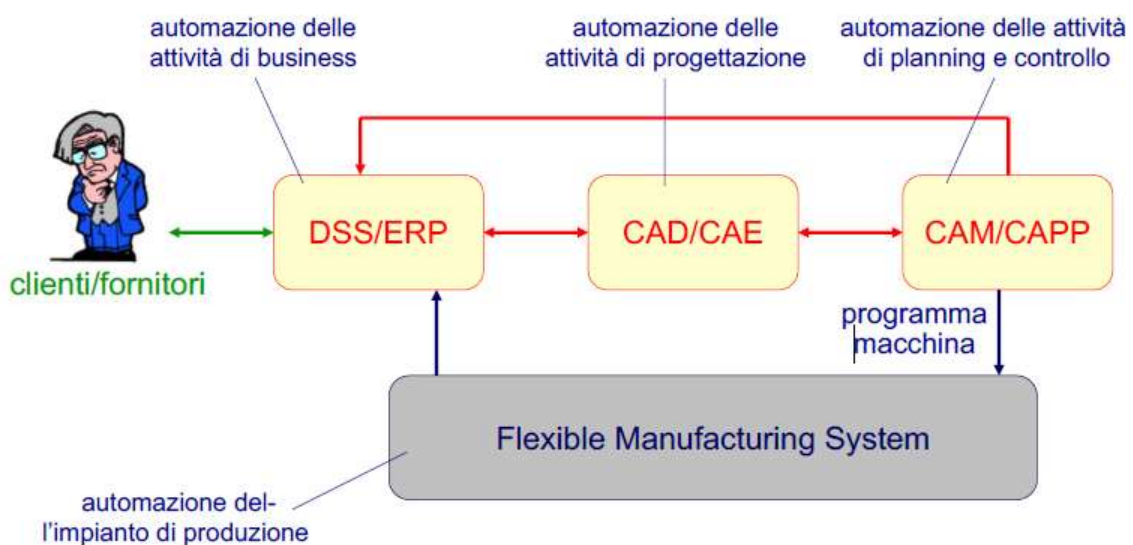 automazione delle
attività di business
automazione delle
attività di progettazione
automazione delle attività
di planning e controllo
DSS/ERP
CAD/CAE
CAM/CAPP
clienti/fornitori
programma
macchina
Flexible Manufacturing System
automazione del-
l'impianto di produzione